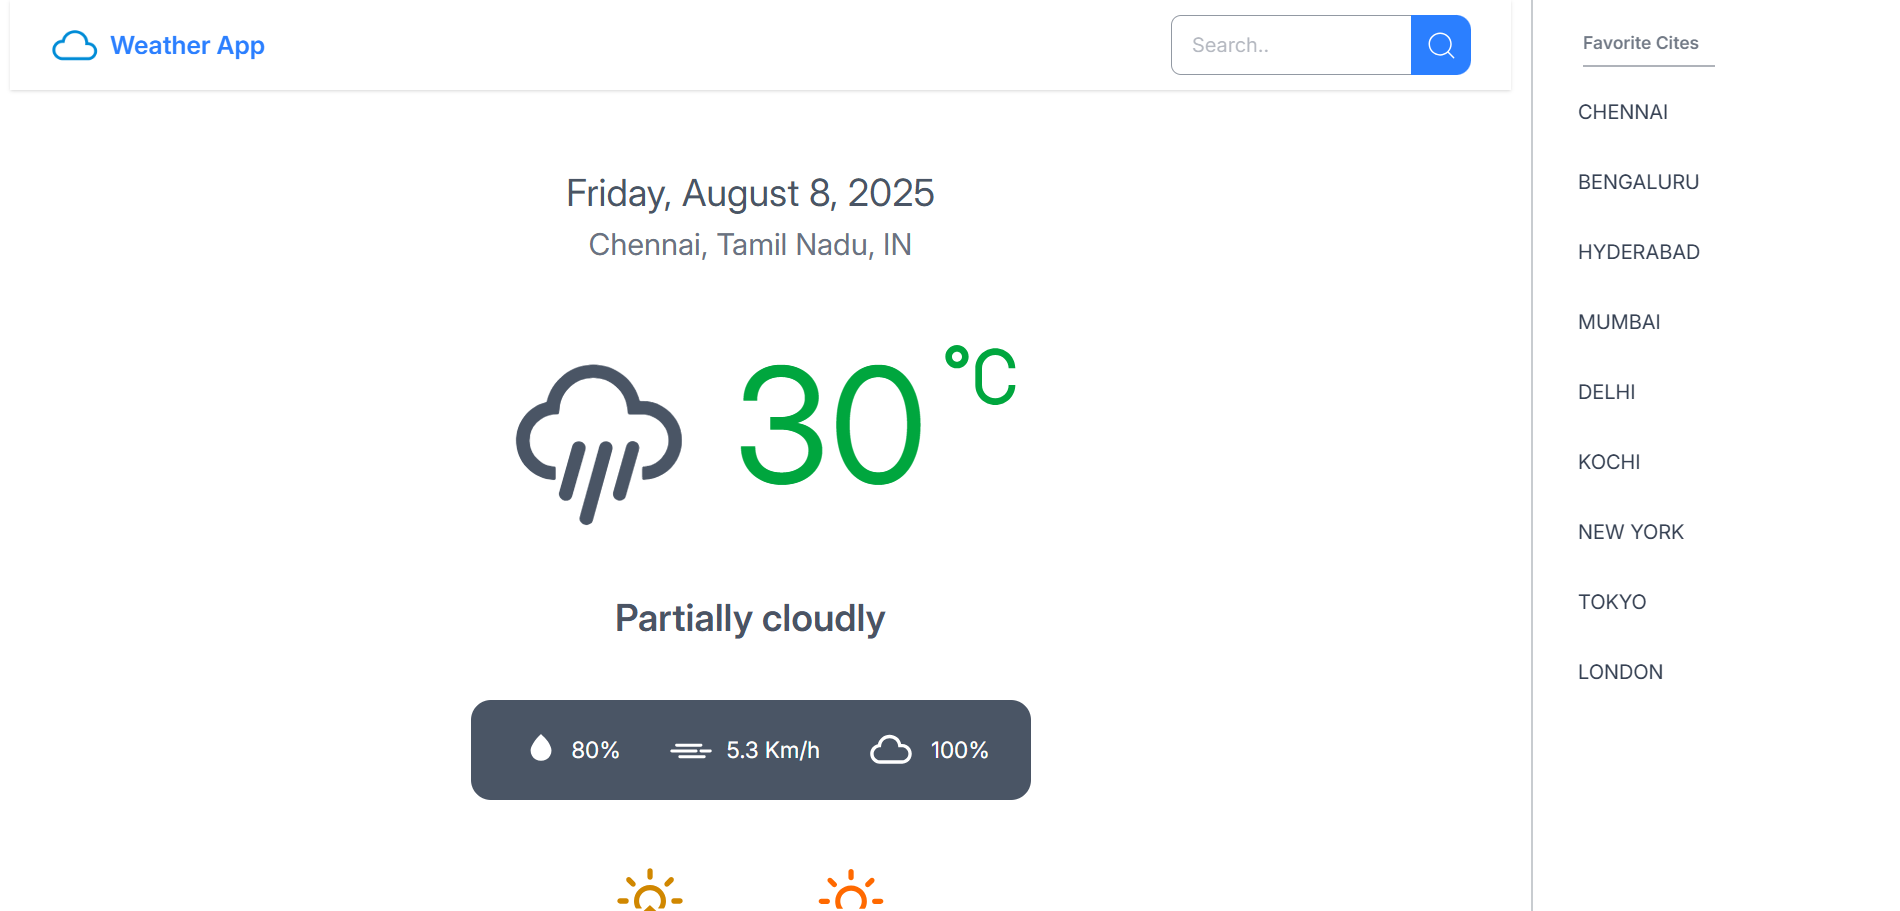 Weather App
Search..
Friday, August 8, 2025
Chennai, Tamil Nadu, IN
30°C
Partially cloudly
80% 5.3 Km/h 100%
Favorite Cites
CHENNAI
BENGALURU
HYDERABAD
MUMBAI
DELHI
KOCHI
NEW YORK
TOKYO
LONDON